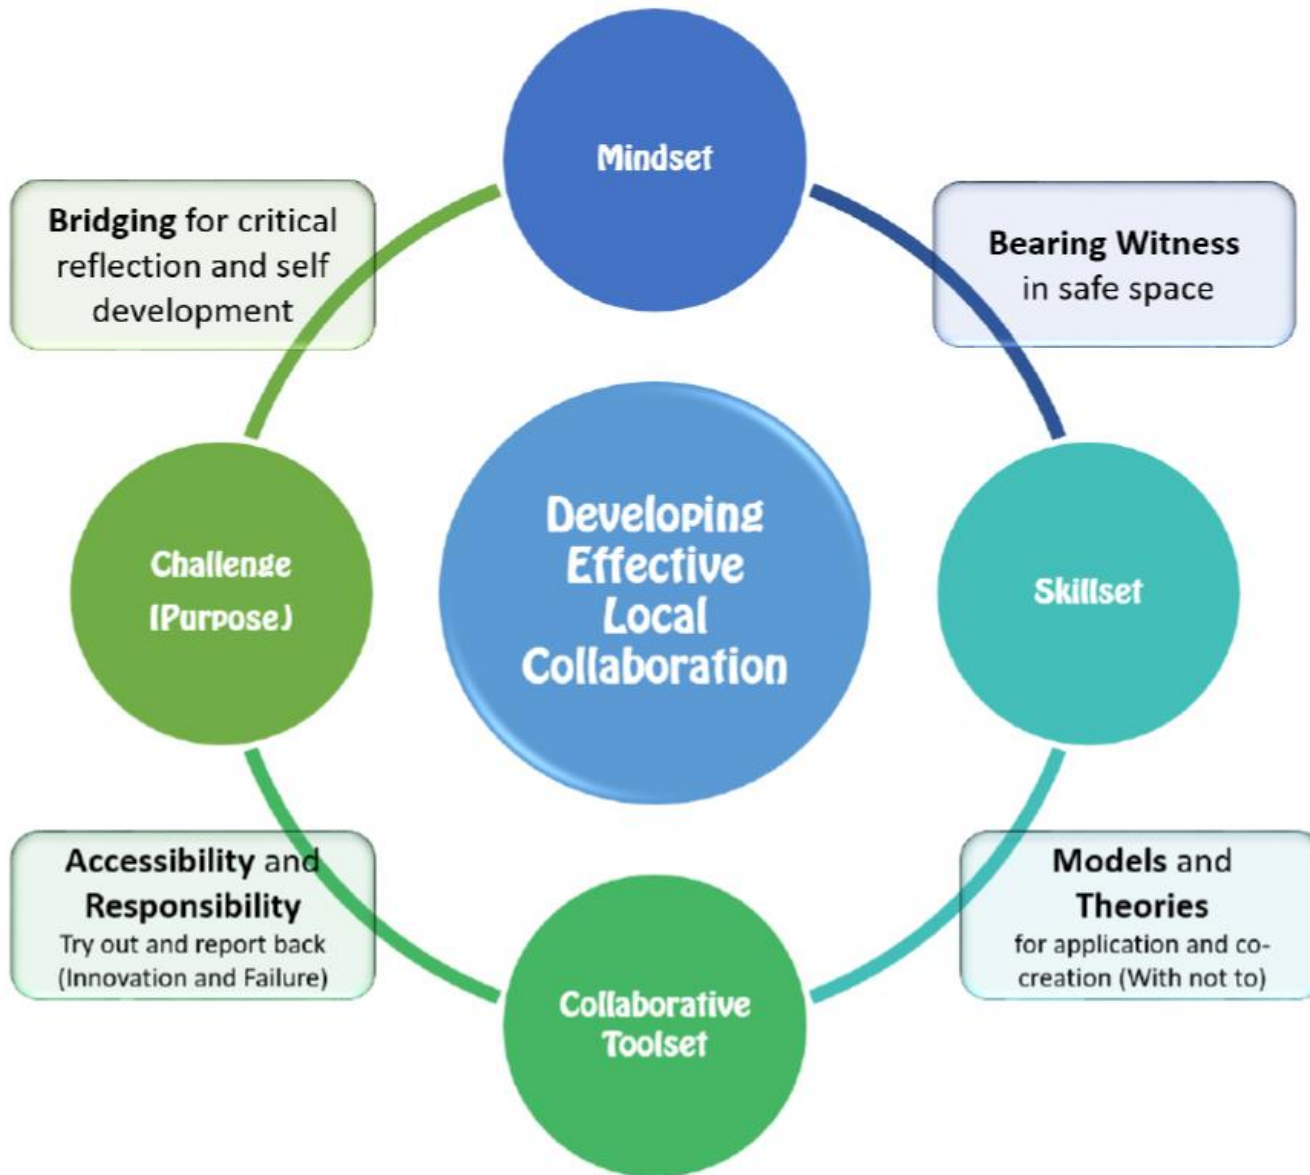 Mindset
Bridging for critical
reflection and self
development
Bearing Witness
in safe space
Developing
Effective
Local
Collaboration
Challenge
(Purpose)
Skillset
Accessibility and
Responsibility
Try out and report back
(Innovation and Failure)
Models and
Theories
for application and co-
creation (With not to)
Collaborative
Toolset